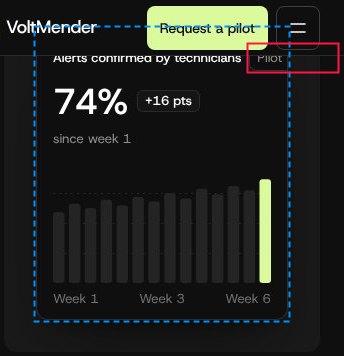 VoltMender
Request a pilot
Alerts confirmed by technicians
Pilot
74%
+16 pts
since week 1
Week 1
Week 3
Week 6